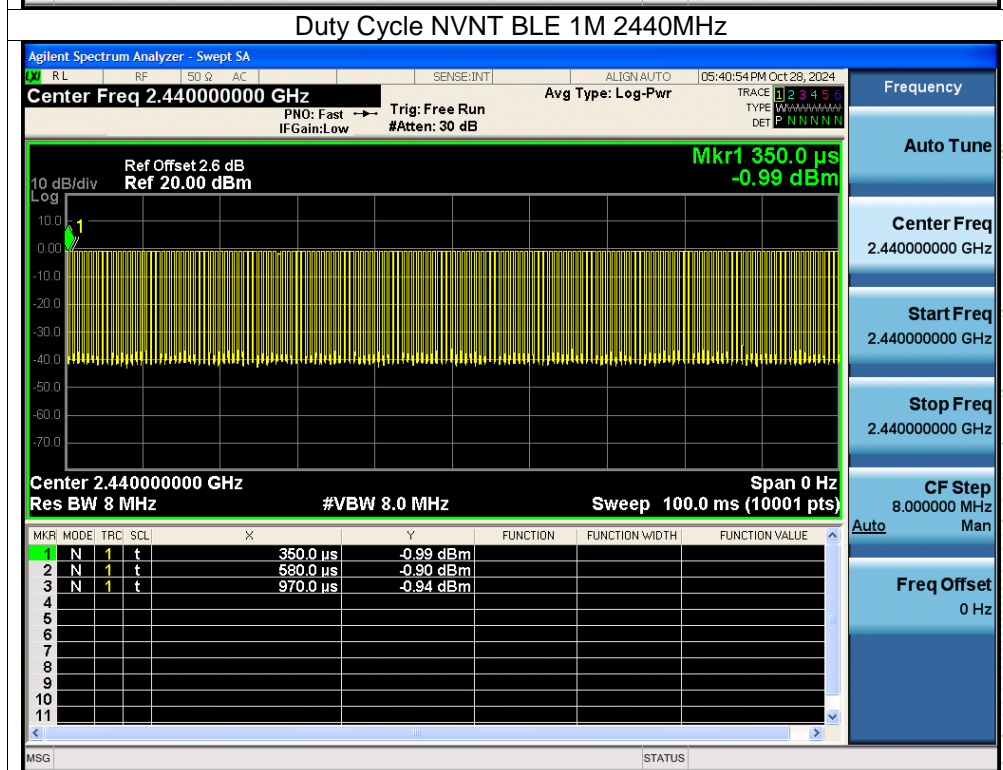 Duty Cycle NVNT BLE 1M 2440MHz
Agilent Spectrum Analyzer - Swept SA
LXI RL RF 50 Ω AC SENSE:INT ALIGN AUTO 05:40:54 PM Oct 28, 2024
Frequency
Center Freq 2.440000000 GHz Avg Type: Log-Pwr TRACE 1 2 3 4 5 6
PNO: Fast Trig: Free Run TYPE WWWWWW
IFGain:Low #Atten: 30 dB DET P N N N N N
Auto Tune
Mkr1 350.0 µs
-0.99 dBm
Ref Offset 2.6 dB
10 dB/div Ref 20.00 dBm
Log
10.0
1
0.00
-10.0
-20.0
-30.0
-40.0
-50.0
-60.0
-70.0
Center Freq
2.440000000 GHz
Start Freq
2.440000000 GHz
Stop Freq
2.440000000 GHz
Center 2.440000000 GHz Span 0 Hz
Res BW 8 MHz #VBW 8.0 MHz Sweep 100.0 ms (10001 pts)
CF Step
8.000000 MHz
Auto Man
Freq Offset
0 Hz
MKR MODE TRC SCL X Y FUNCTION FUNCTION WIDTH FUNCTION VALUE
1 N 1 t 350.0 µs -0.99 dBm
2 N 1 t 580.0 µs -0.90 dBm
3 N 1 t 970.0 µs -0.94 dBm
4
5
6
7
8
9
10
11
MSG STATUS